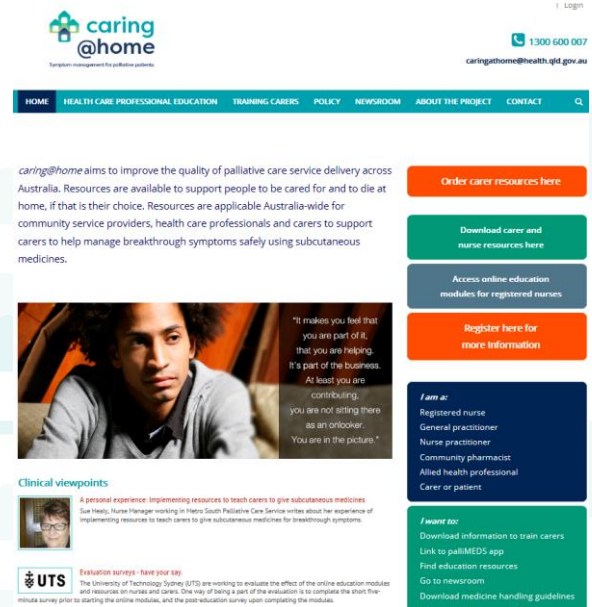 Login
caring
@home
Symptom management for palliative patients
1300 600 007
caringathome@health.qld.gov.au
HOME HEALTH CARE PROFESSIONAL EDUCATION TRAINING CARERS POLICY NEWSROOM ABOUT THE PROJECT CONTACT
caring@home aims to improve the quality of palliative care service delivery across
Australia. Resources are available to support people to be cared for and to die at
home, if that is their choice. Resources are applicable Australia-wide for
community service providers, health care professionals and carers to support
carers to help manage breakthrough symptoms safely using subcutaneous
medicines.
Order carer resources here
Download carer and
nurse resources here
Access online education
modules for registered nurses
Register here for
more Information
"It makes you feel that
you are part of it,
that you are helping.
It's part of the business.
At least you are
contributing,
you are not sitting there
as an onlooker.
You are in the picture."
I am a:
Registered nurse
General practitioner
Nurse practitioner
Community pharmacist
Allied health professional
Carer or patient
Clinical viewpoints
A personal experience: Implementing resources to teach carers to give subcutaneous medicines
Sue Healy, Nurse Manager working in Metro South Palliative Care Service writes about her experience of
implementing resources to teach carers to give subcutaneous medicines for breakthrough symptoms.
UTS
Evaluation surveys - have your say.
The University of Technology Sydney (UTS) are working to evaluate the effect of the online education modules
and resources on nurses and carers. One way of being a part of the evaluation is to complete the short five-
minute survey prior to starting the online modules, and the post-education survey upon completing the modules.
I want to:
Download information to train carers
Link to palliMEDS app
Find education resources
Go to newsroom
Download medicine handling guidelines